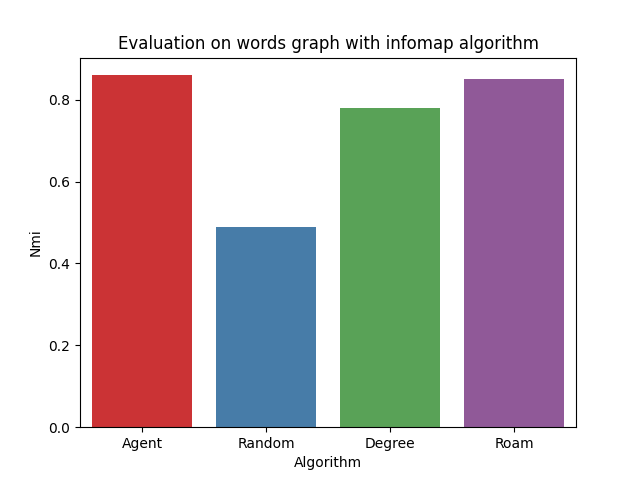 Evaluation on words graph with infomap algorithm
0.8
0.6
0.4
0.2
0.0
Nmi
Agent Random Degree Roam
Algorithm